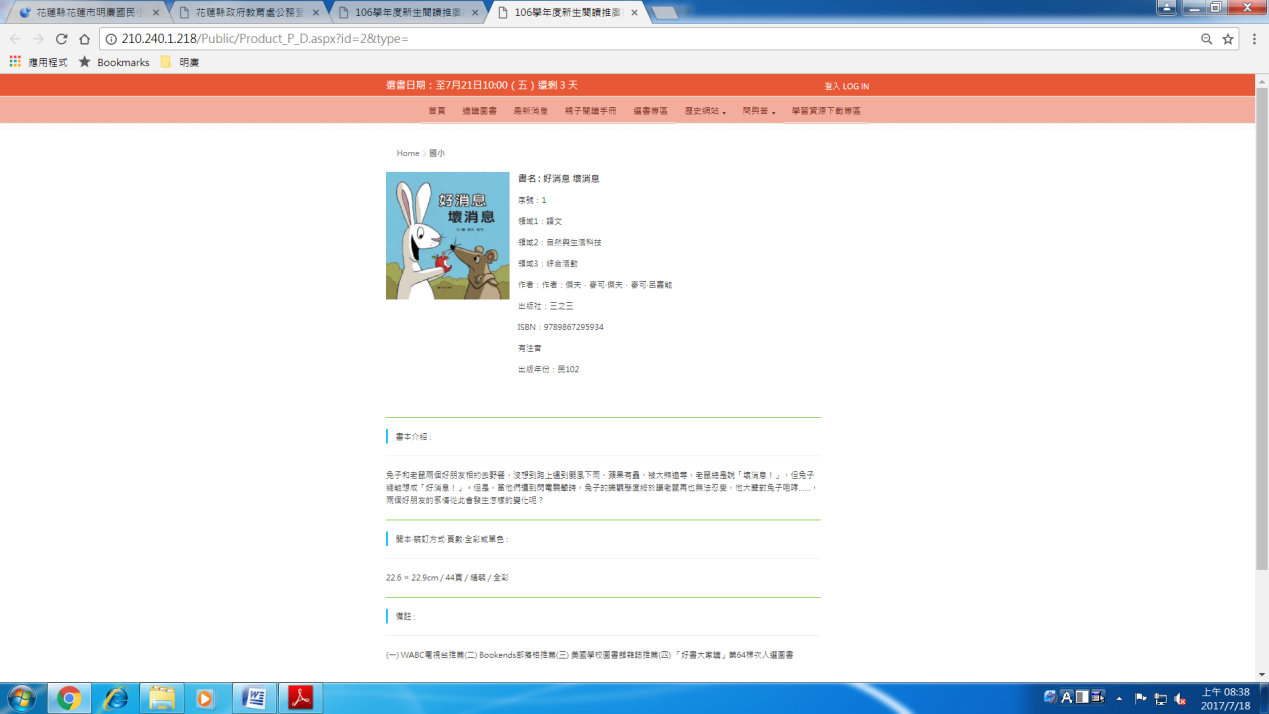 花蓮縣花蓮市明廉國民小
花蓮縣政府教育處公務登
106學年度新生閱讀推廣
106學年度新生閱讀推廣
210.240.1.218/Public/Product_P_D.aspx?id=2&type=
應用程式
Bookmarks
明廉
選書日期：至7月21日10:00 ( 五 ) 還剩 3 天
登入 LOG IN
首頁
適讀圖書
最新消息
親子閱讀手冊
選書專區
歷史網站
問與答
學習資源下載專區
Home
國小
好消息
壞消息
書名 : 好消息 壞消息
序號：1
領域1：語文
領域2：自然與生活科技
領域3：綜合活動
作者：作者：傑夫．麥可‧傑夫．麥可‧呂嘉能
出版社：三之三
ISBN：9789867295934
有注音
出版年份：民102
書本介紹 :
兔子和老鼠兩個好朋友相約去野餐，沒想到路上遇到颳風下雨、蘋果有蟲、被大熊追等，老鼠總是說「壞消息！」，但兔子
總能想成「好消息！」。但是，當他們遭到閃電襲擊時，兔子的樂觀態度終於讓老鼠再也無法忍受，他大聲對兔子咆哮……，
兩個好朋友的感情從此會發生怎樣的變化呢？
開本‧裝訂方式‧頁數‧全彩或單色 :
22.6 × 22.9cm / 44頁 / 精裝 / 全彩
備註 :
(一) WABC電視台推薦(二) Bookends部落格推薦(三) 美國學校圖書館雜誌推薦(四) 「好書大家讀」第64梯次入選圖書
上午 08:38
2017/7/18